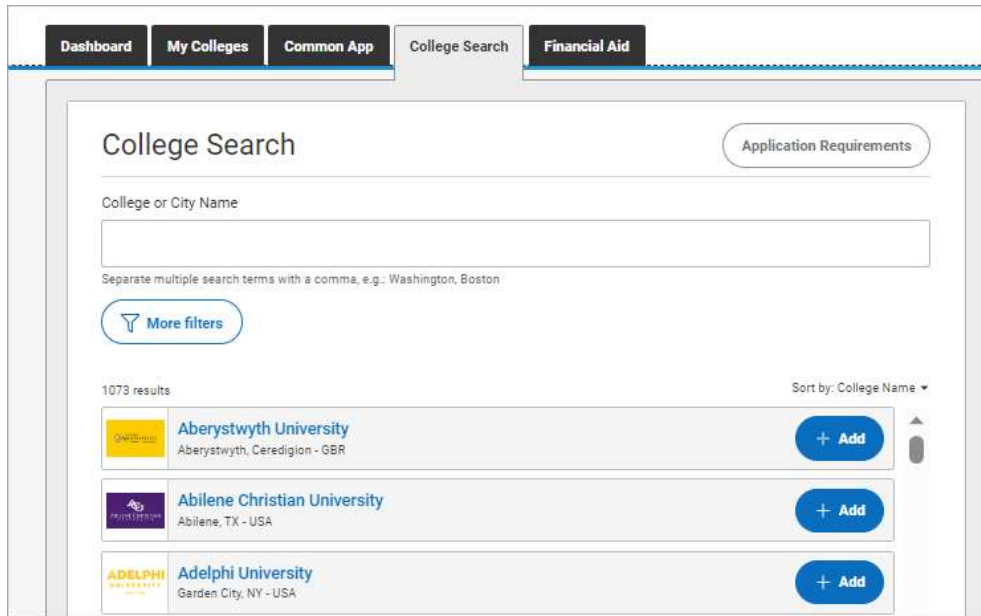 Dashboard My Colleges Common App College Search Financial Aid
College Search
Application Requirements
College or City Name
Separate multiple search terms with a comma, e.g.: Washington, Boston
More filters
1073 results
Sort by: College Name
Aberystwyth University
Aberystwyth, Ceredigion - GBR
+ Add
Abilene Christian University
Abilene, TX - USA
+ Add
ADELPHI
UNIVERSITY
Adelphi University
Garden City, NY - USA
+ Add